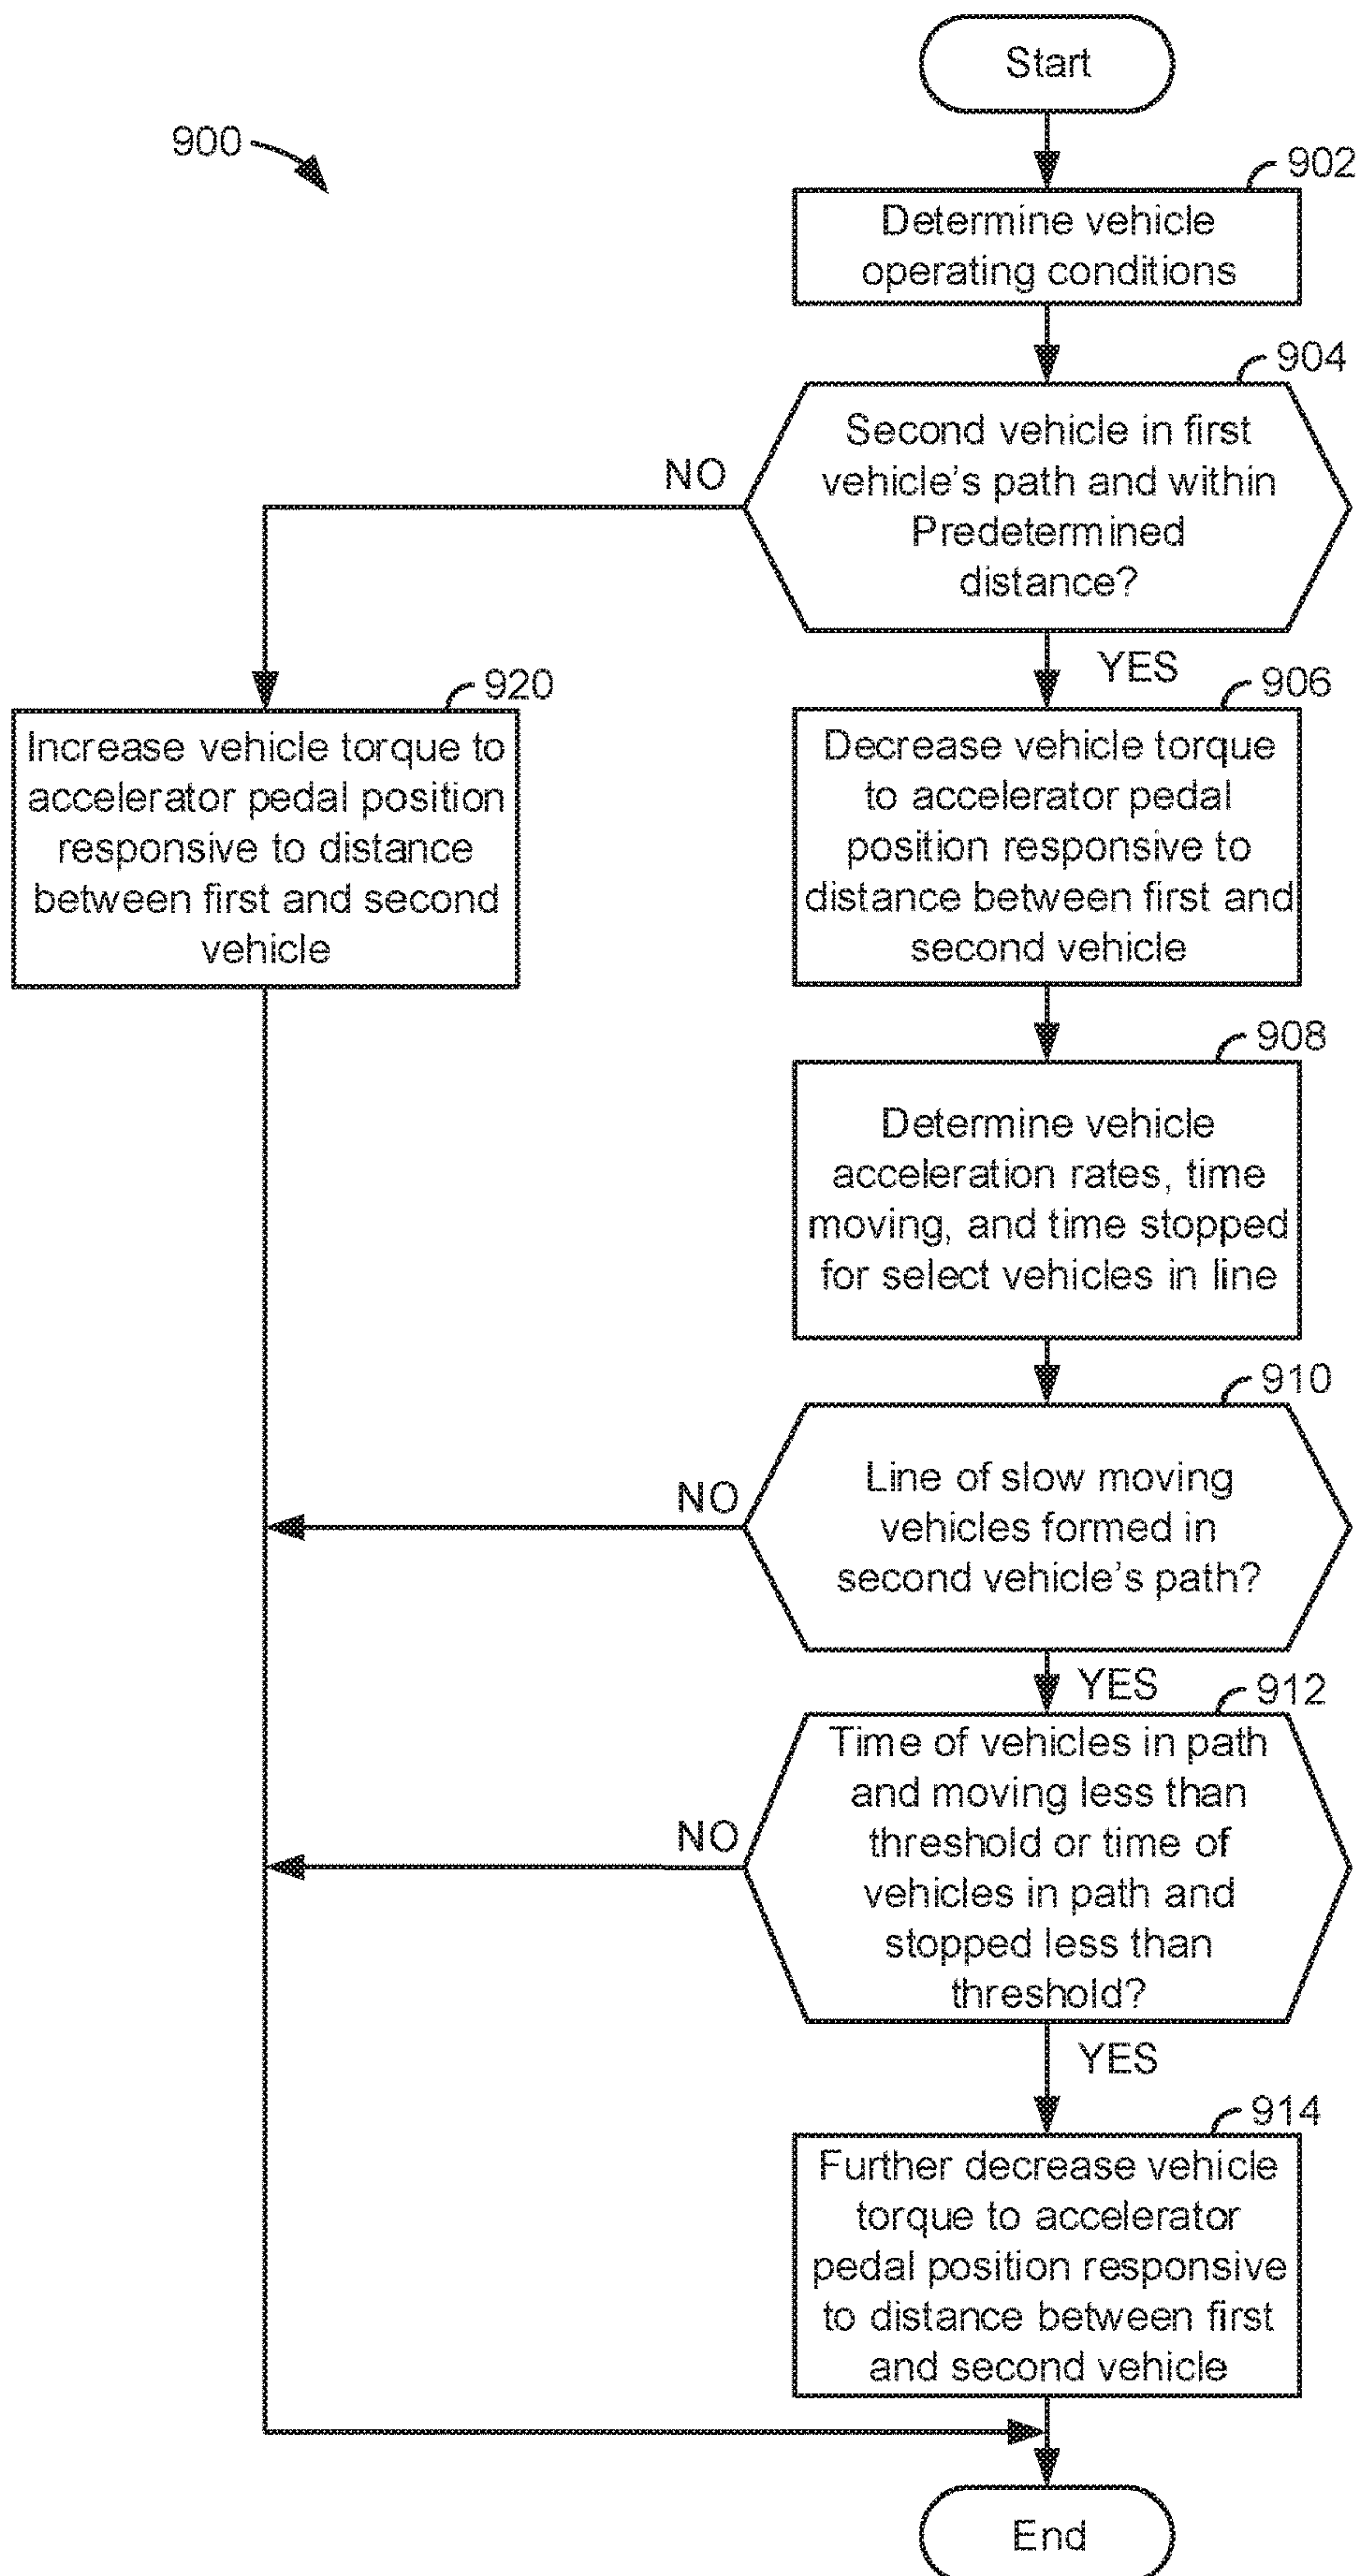 Start
900
902
Determine vehicle
operating conditions
904
Second vehicle in first
vehicle's path and within
Predetermined
distance?
NO
YES
920
Increase vehicle torque to
accelerator pedal position
responsive to distance
between first and second
vehicle
906
Decrease vehicle torque
to accelerator pedal
position responsive to
distance between first and
second vehicle
908
Determine vehicle
acceleration rates, time
moving, and time stopped
for select vehicles in line
910
Line of slow moving
vehicles formed in
second vehicle's path?
NO
YES
912
Time of vehicles in path
and moving less than
threshold or time of
vehicles in path and
stopped less than
threshold?
NO
YES
914
Further decrease vehicle
torque to accelerator
pedal position responsive
to distance between first
and second vehicle
End